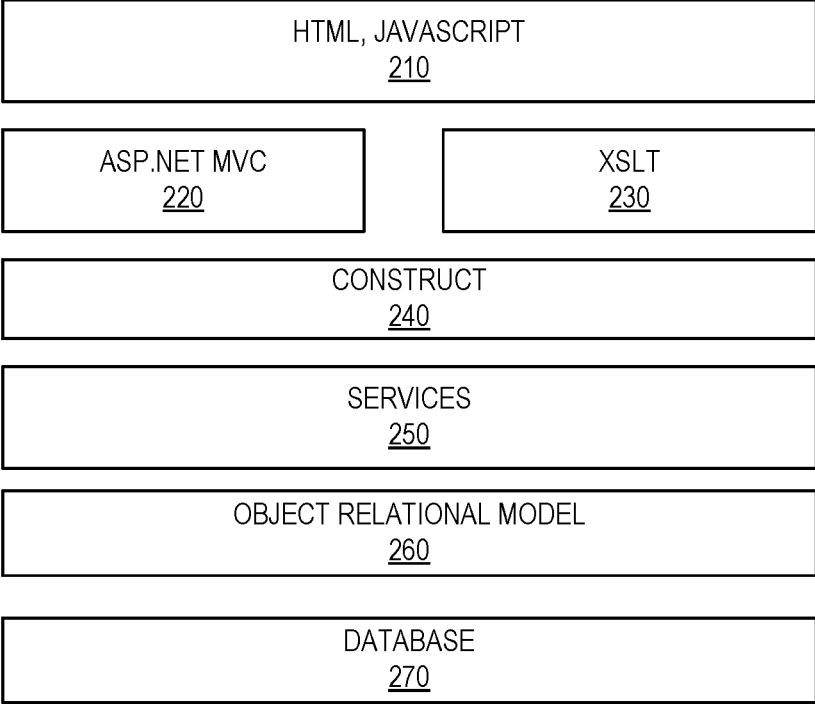 HTML, JAVASCRIPT
210
ASP.NET MVC
220
XSLT
230
CONSTRUCT
240
SERVICES
250
OBJECT RELATIONAL MODEL
260
DATABASE
270